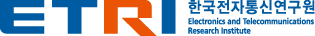 ETRI
한국전자통신연구원
Electronics and Telecommunications
Research Institute